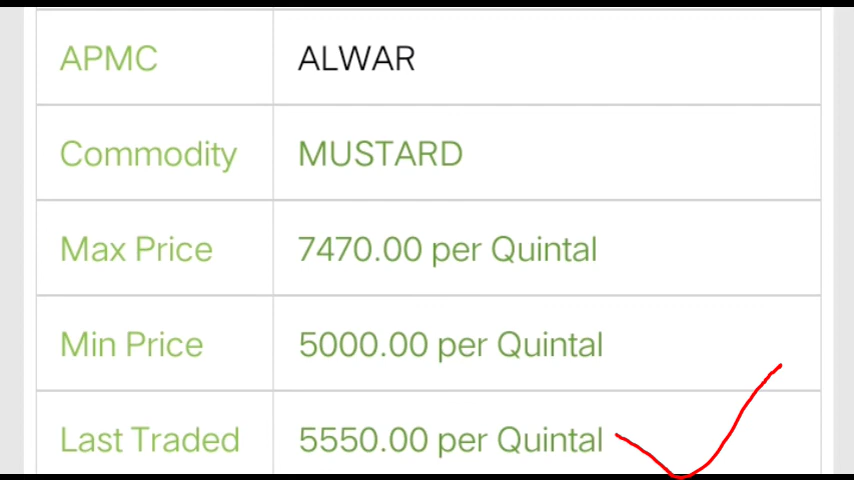 APMC ALWAR
Commodity MUSTARD
Max Price 7470.00 per Quintal
Min Price 5000.00 per Quintal
Last Traded 5550.00 per Quintal